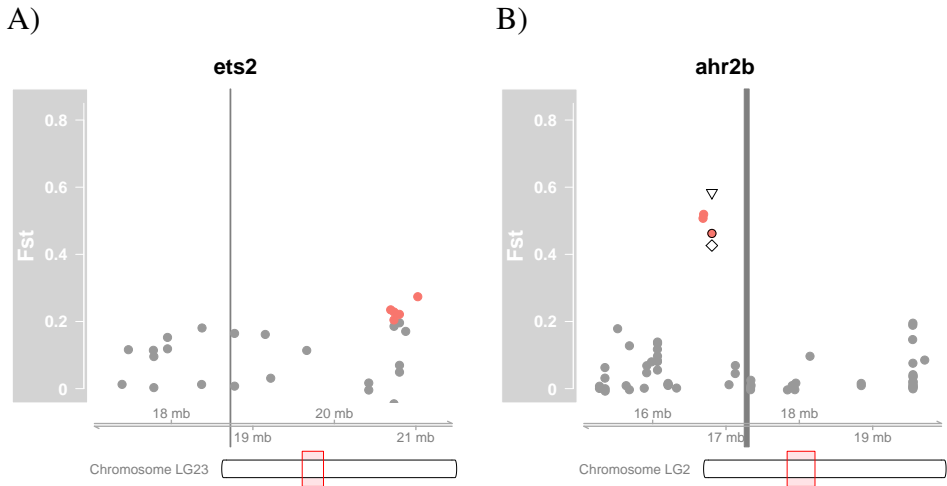 A) B)
ets2 ahr2b
0.8 0.8
0.6 0.6
Fst Fst
0.4 0.4
0.2 0.2
0 0
18 mb 20 mb 16 mb 18 mb
19 mb 21 mb 17 mb 19 mb
Chromosome LG23 Chromosome LG2